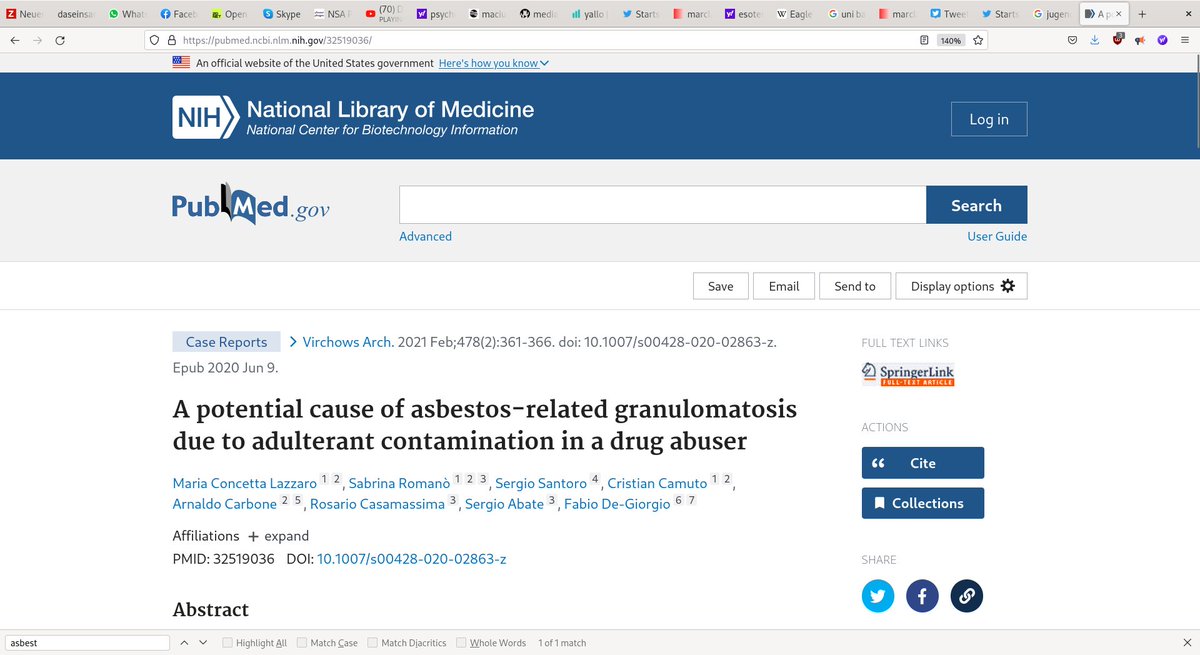 Neue daseinsa What Faceb Open Skype NSA F (70) D psych maciu medic yallo Starts march esote Eagle uni ba march Twee Starts jugen A p
PLAYIN
https://pubmed.ncbi.nlm.nih.gov/32519036/ 140%
An official website of the United States government Here's how you know
NIH National Library of Medicine
National Center for Biotechnology Information
Log in
PubMed.gov
Search
Advanced User Guide
Save Email Send to Display options
Case Reports > Virchows Arch. 2021 Feb;478(2):361-366. doi: 10.1007/s00428-020-02863-z.
Epub 2020 Jun 9.
A potential cause of asbestos-related granulomatosis
due to adulterant contamination in a drug abuser
Maria Concetta Lazzaro 1 2, Sabrina Romanò 1 2 3, Sergio Santoro 4, Cristian Camuto 1 2,
Arnaldo Carbone 2 5, Rosario Casamassima 3, Sergio Abate 3, Fabio De-Giorgio 6 7
Affiliations + expand
PMID: 32519036 DOI: 10.1007/s00428-020-02863-z
Abstract
FULL TEXT LINKS
SpringerLink
FULL-TEXT ARTICLE
ACTIONS
Cite
Collections
SHARE
asbest Highlight All Match Case Match Diacritics Whole Words 1 of 1 match